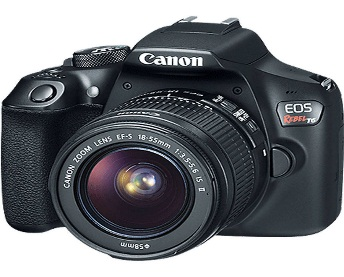 Canon
EOS
REBEL T6
CANON ZOOM LENS EF-S 18-55mm 1:3.5-5.6 IS II
⌀58mm